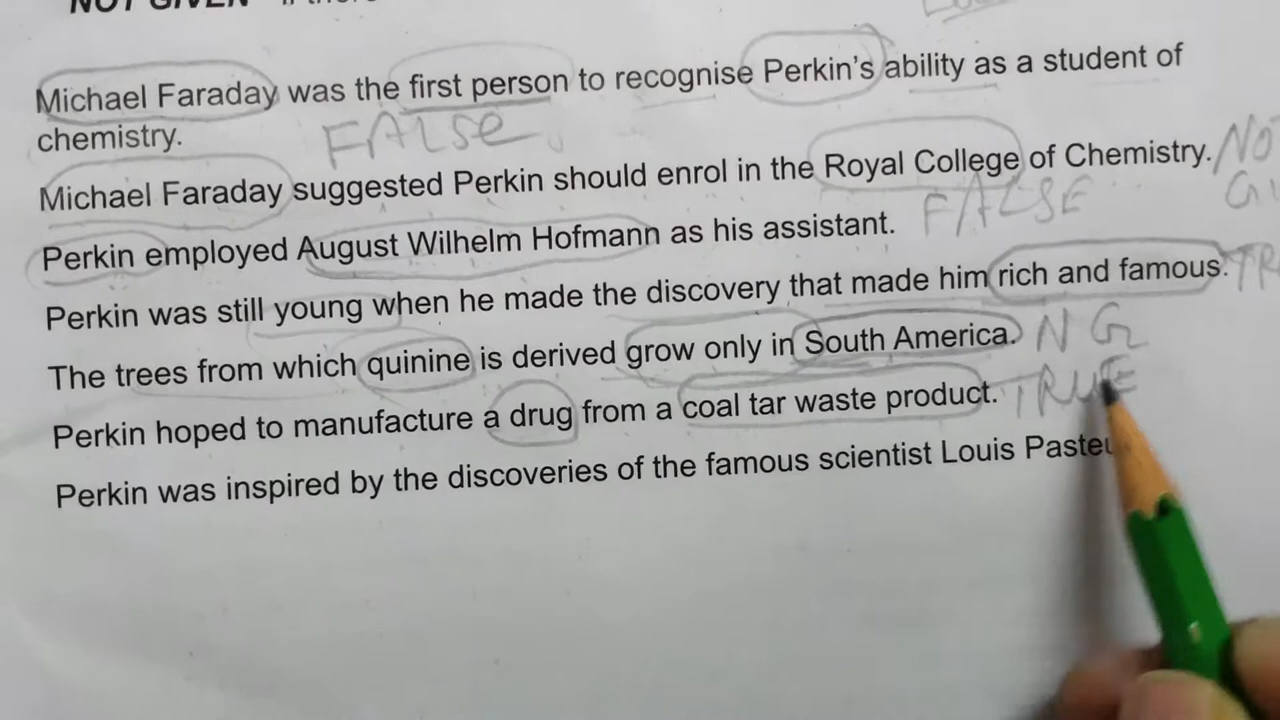 NOT GIVEN
Michael Faraday was the first person to recognise Perkin's ability as a student of
chemistry. FALSe
Michael Faraday suggested Perkin should enrol in the Royal College of Chemistry. NO
G
Perkin employed August Wilhelm Hofmann as his assistant. FALSE
Perkin was still young when he made the discovery that made him rich and famous. TR
The trees from which quinine is derived grow only in South America. NG
Perkin hoped to manufacture a drug from a coal tar waste product. TRUE
Perkin was inspired by the discoveries of the famous scientist Louis Pasteu